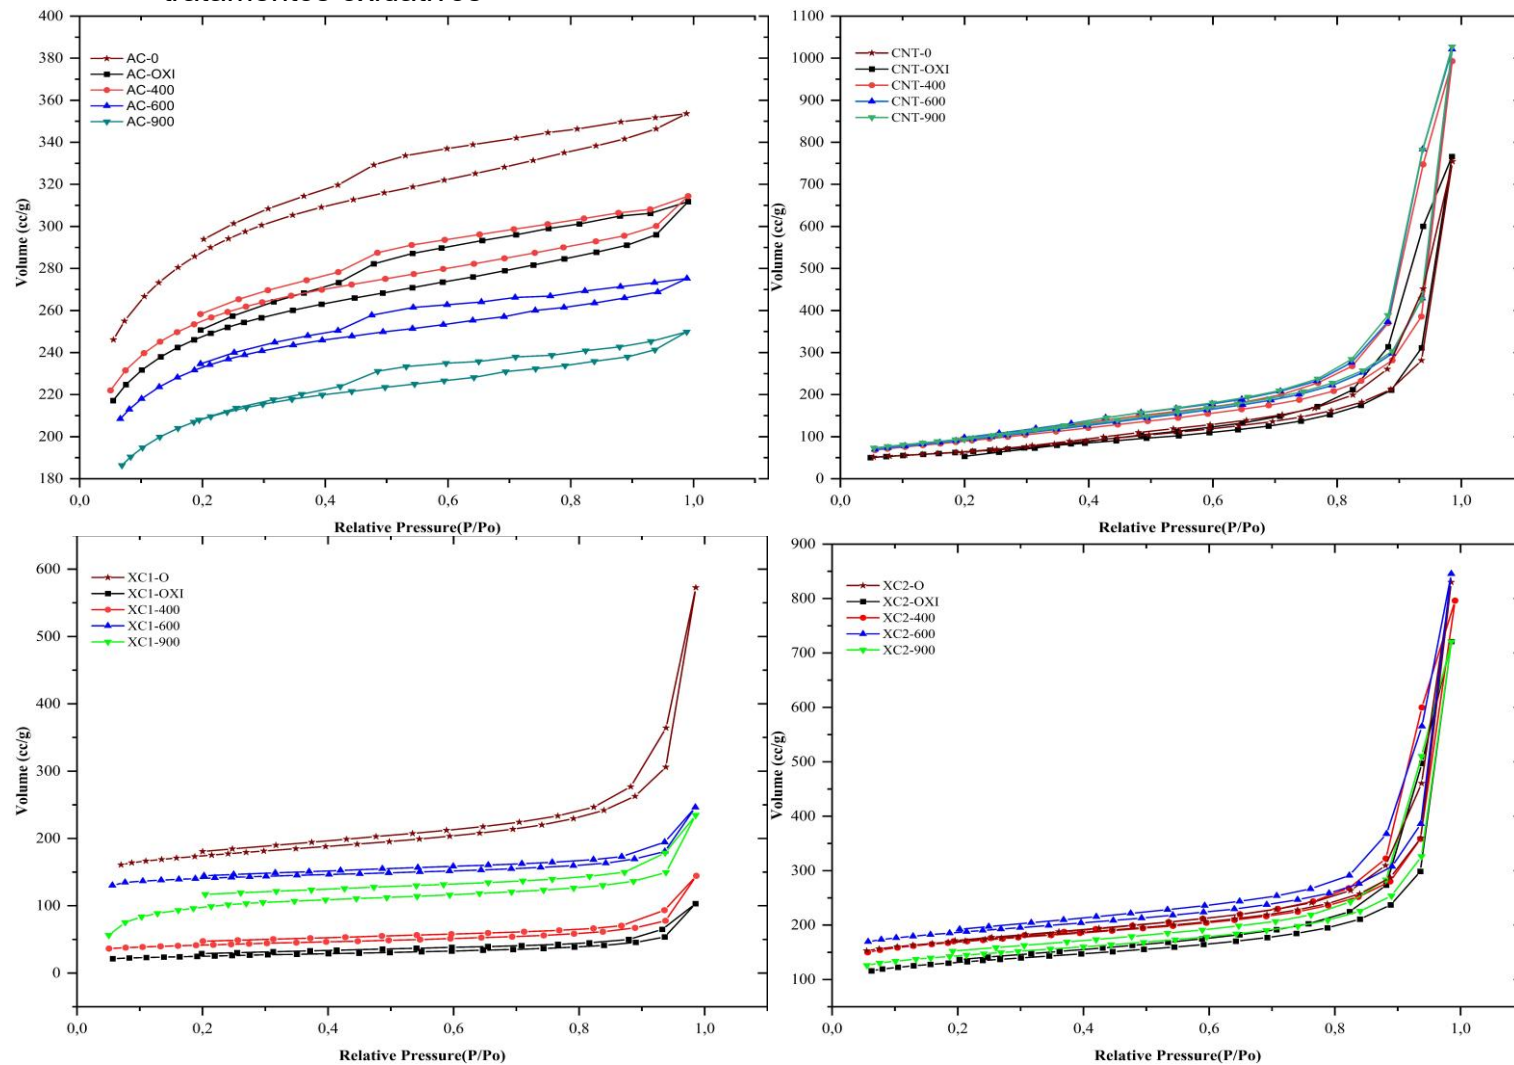 tratamentos oxidativos
400
380
360
340
320
300
280
260
240
220
200
180
Volume (cc/g)
AC-0
AC-OXI
AC-400
AC-600
AC-900
0,0
0,2
0,4
0,6
0,8
1,0
Relative Pressure(P/Po)
1100
1000
900
800
700
600
500
400
300
200
100
0
Volume (cc/g)
CNT-0
CNT-OXI
CNT-400
CNT-600
CNT-900
0,0
0,2
0,4
0,6
0,8
1,0
Relative Pressure(P/Po)
600
500
400
300
200
100
0
Volume (cc/g)
XC1-O
XC1-OXI
XC1-400
XC1-600
XC1-900
0,0
0,2
0,4
0,6
0,8
1,0
Relative Pressure(P/Po)
900
800
700
600
500
400
300
200
100
Volume (cc/g)
XC2-O
XC2-OXI
XC2-400
XC2-600
XC2-900
0,0
0,2
0,4
0,6
0,8
1,0
Relative Pressure(P/Po)